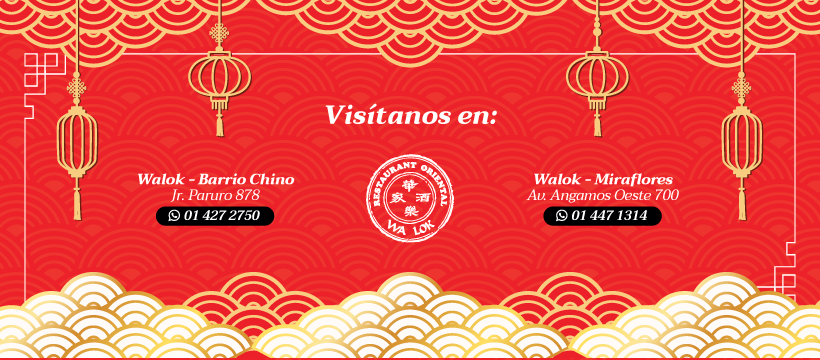 Visítanos en:
Walok - Barrio Chino
Jr. Paruro 878
01 427 2750
RESTAURANT ORIENTAL
華
家 酒
樂
WA LOK
Walok - Miraflores
Av. Angamos Oeste 700
01 447 1314